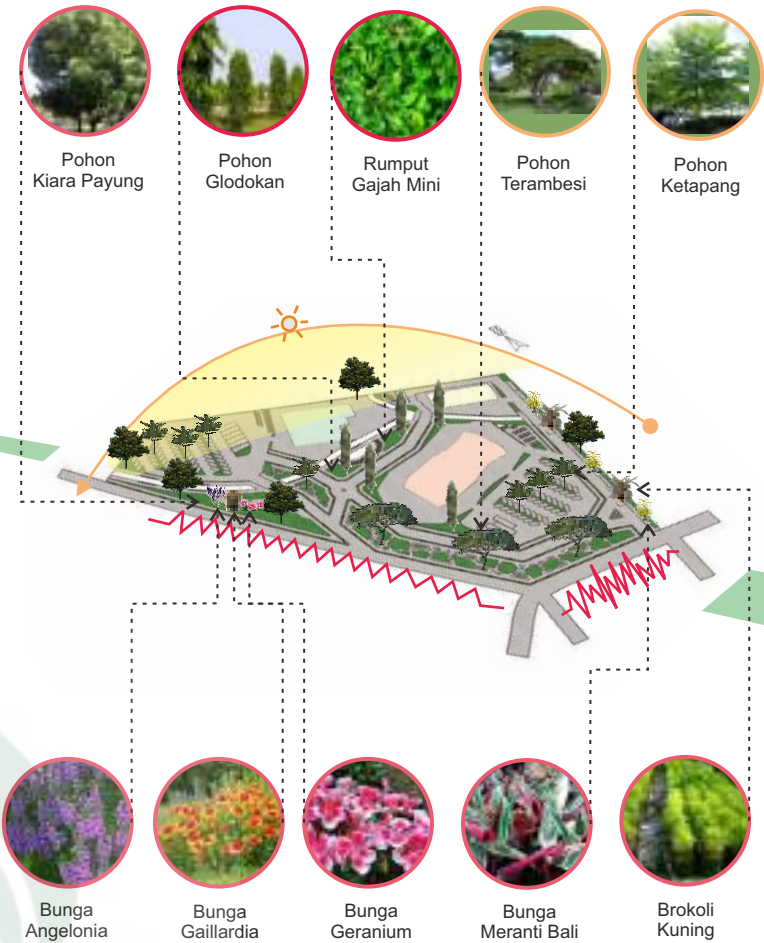 Pohon
Kiara Payung
Pohon
Glodokan
Rumput
Gajah Mini
Pohon
Terambesi
Pohon
Ketapang
Bunga
Angelonia
Bunga
Gaillardia
Bunga
Geranium
Bunga
Meranti Bali
Brokoli
Kuning